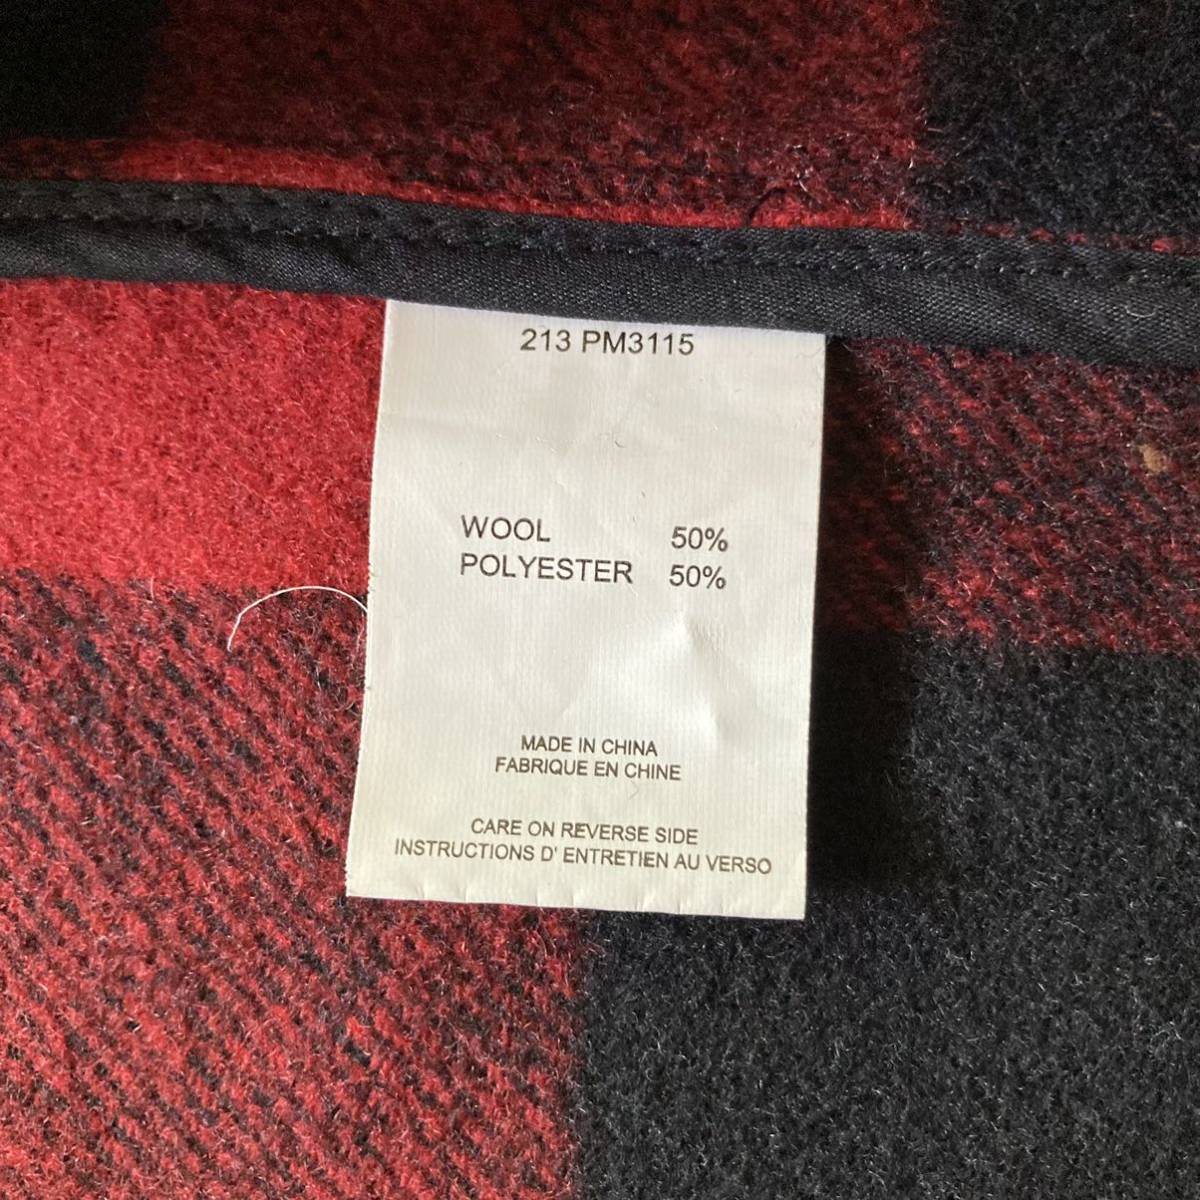 213 PM3115
WOOL 50%
POLYESTER 50%
MADE IN CHINA
FABRIQUE EN CHINE
CARE ON REVERSE SIDE
INSTRUCTIONS D' ENTRETIEN AU VERSO